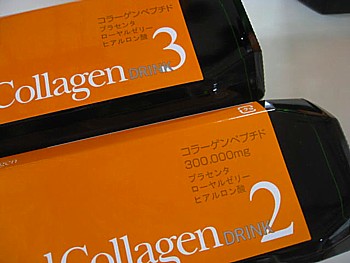 コラーゲンペプチド
プラセンタ
ローヤルゼリー
ヒアルロン酸
Collagen DRINK 3
コラーゲンペプチド
300,000mg
プラセンタ
ローヤルゼリー
ヒアルロン酸
Collagen DRINK 2